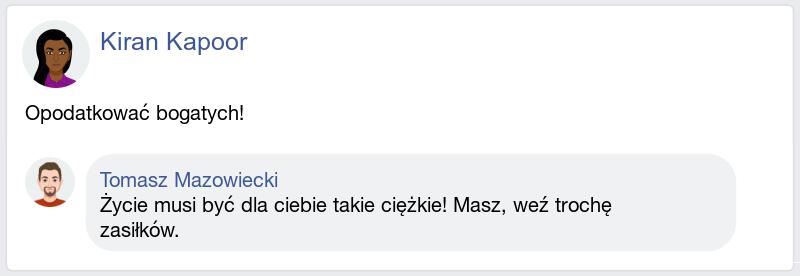 Kiran Kapoor
Opodatkować bogatych!
Tomasz Mazowiecki
Życie musi być dla ciebie takie ciężkie! Masz, weź trochę
zasiłków.